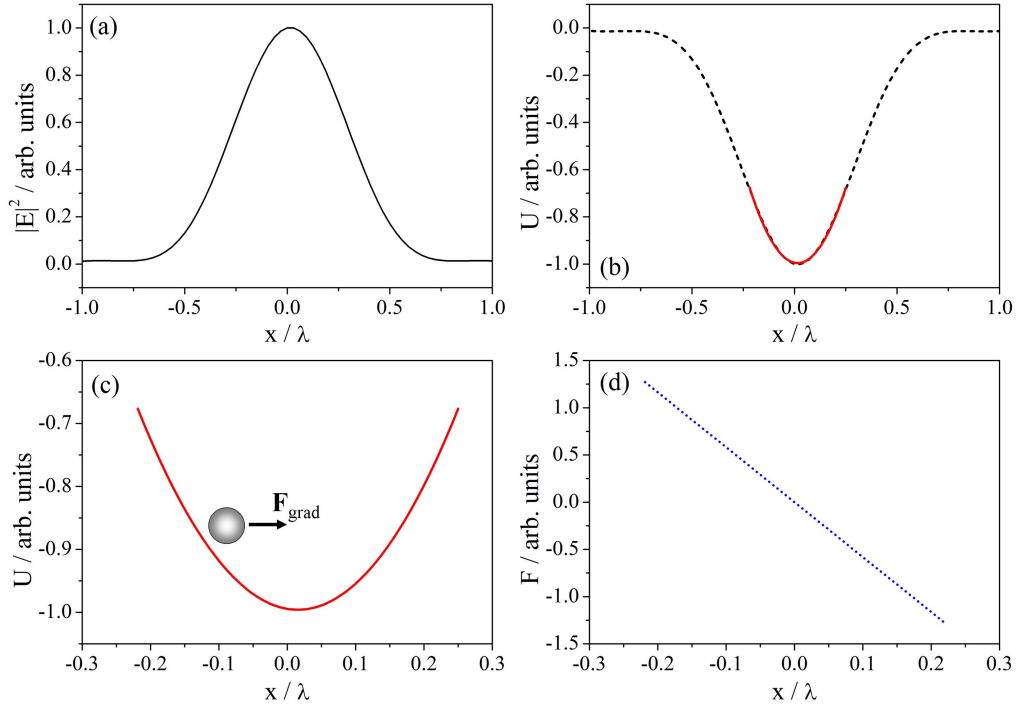 (a)
|E|² / arb. units
1.0
0.8
0.6
0.4
0.2
0.0
-1.0 -0.5 0.0 0.5 1.0
x / λ
(b)
U / arb. units
0.0
-0.2
-0.4
-0.6
-0.8
-1.0
-1.0 -0.5 0.0 0.5 1.0
x / λ
(c)
U / arb. units
-0.6
-0.7
-0.8
-0.9
-1.0
F grad
-0.3 -0.2 -0.1 0.0 0.1 0.2 0.3
x / λ
(d)
F / arb. units
1.5
1.0
0.5
0.0
-0.5
-1.0
-1.5
-0.3 -0.2 -0.1 0.0 0.1 0.2 0.3
x / λ